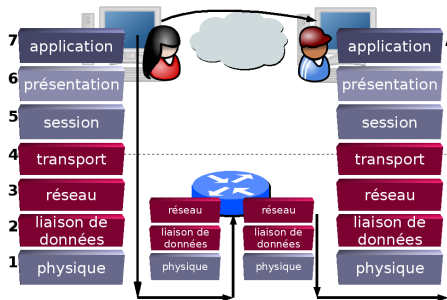 7 application application
6 présentation présentation
5 session session
4 transport transport
3 réseau réseau réseau réseau
2 liaison de données liaison de données liaison de données liaison de données
1 physique physique physique physique